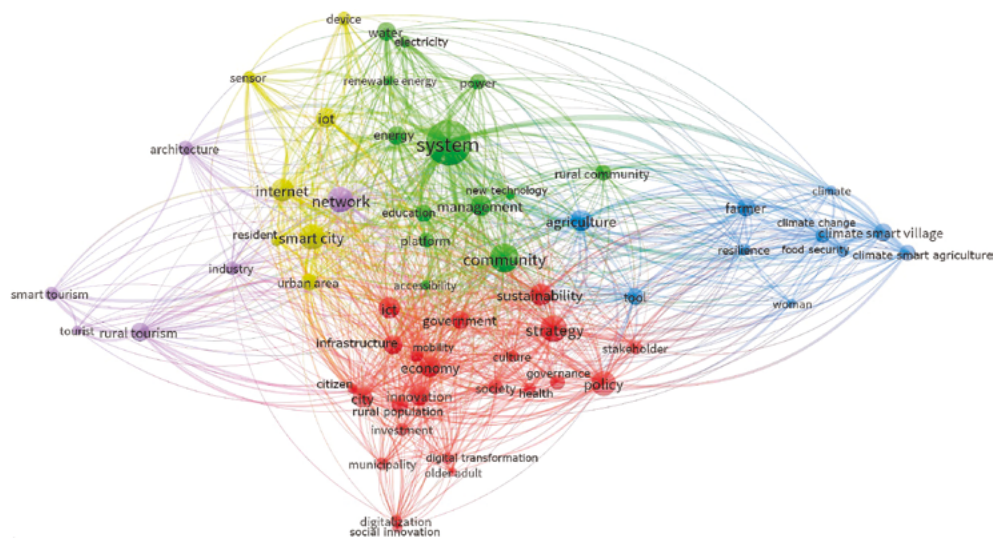 device
water
electricity
sensor
renewable energy
power
iot
energy
system
architecture
rural community
new technology
climate
internet
network
education
management
farmer
agriculture
climate change
resident
smart city
platform
climate smart village
community
resilience
food security
climate smart agriculture
industry
urban area
accessibility
smart tourism
sustainability
tool
woman
ict
government
tourist
rural tourism
strategy
infrastructure
mobility
stakeholder
culture
economy
governance
citizen
society
policy
city
innovation
health
rural population
investment
municipality
digital transformation
older adult
digitalization
social innovation